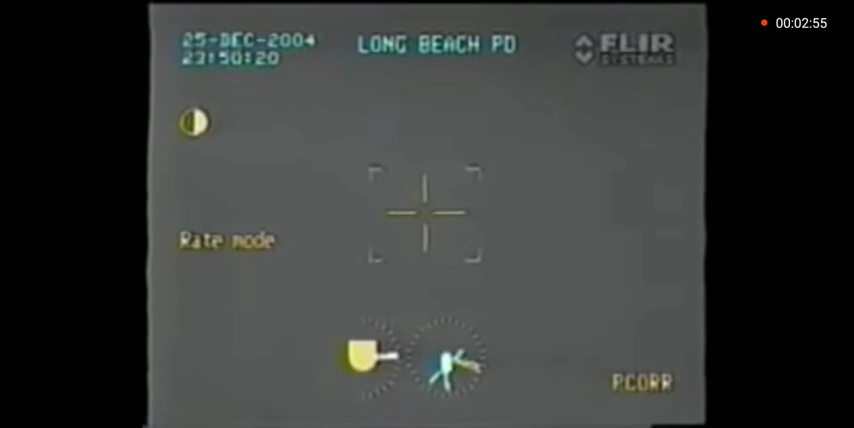 00:02:55
25-DEC-2004 LONG BEACH PD FLIR
23:50:20 SYSTEMS
Rate mode
PCORR